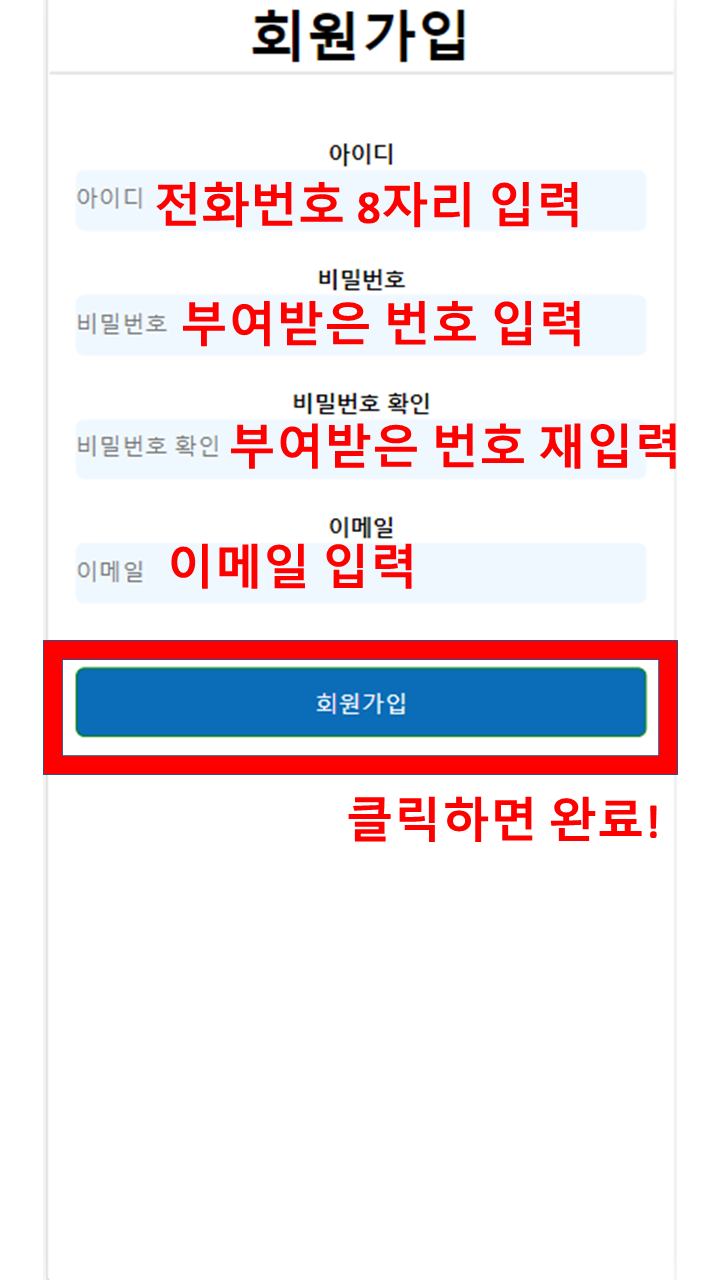 회원가입
아이디
아이디 전화번호 8자리 입력
비밀번호
비밀번호 부여받은 번호 입력
비밀번호 확인
비밀번호 확인 부여받은 번호 재입력
이메일
이메일 이메일 입력
회원가입
클릭하면 완료!